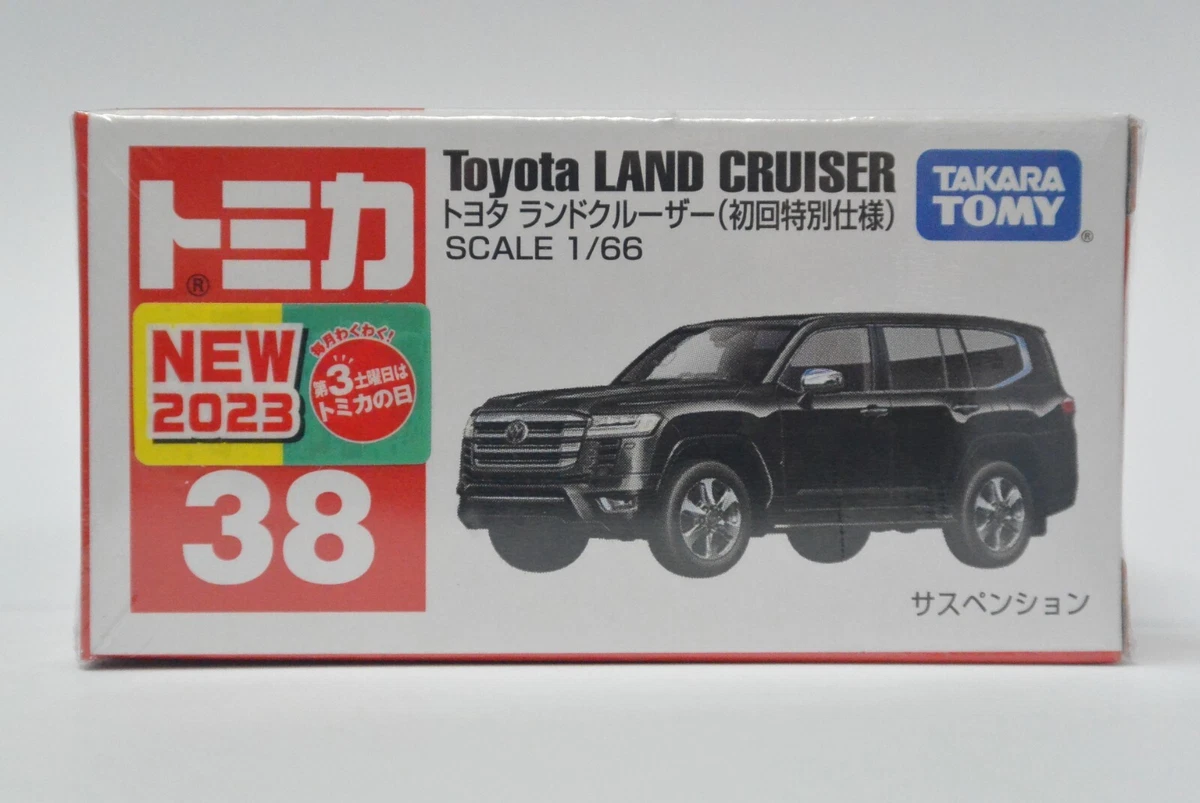 トミカ
®
NEW
2023
毎月わくわく!
第3土曜日は
トミカの日
38
Toyota LAND CRUISER
トヨタ ランドクルーザー(初回特別仕様)
SCALE 1/66
TAKARA
TOMY
®
サスペンション